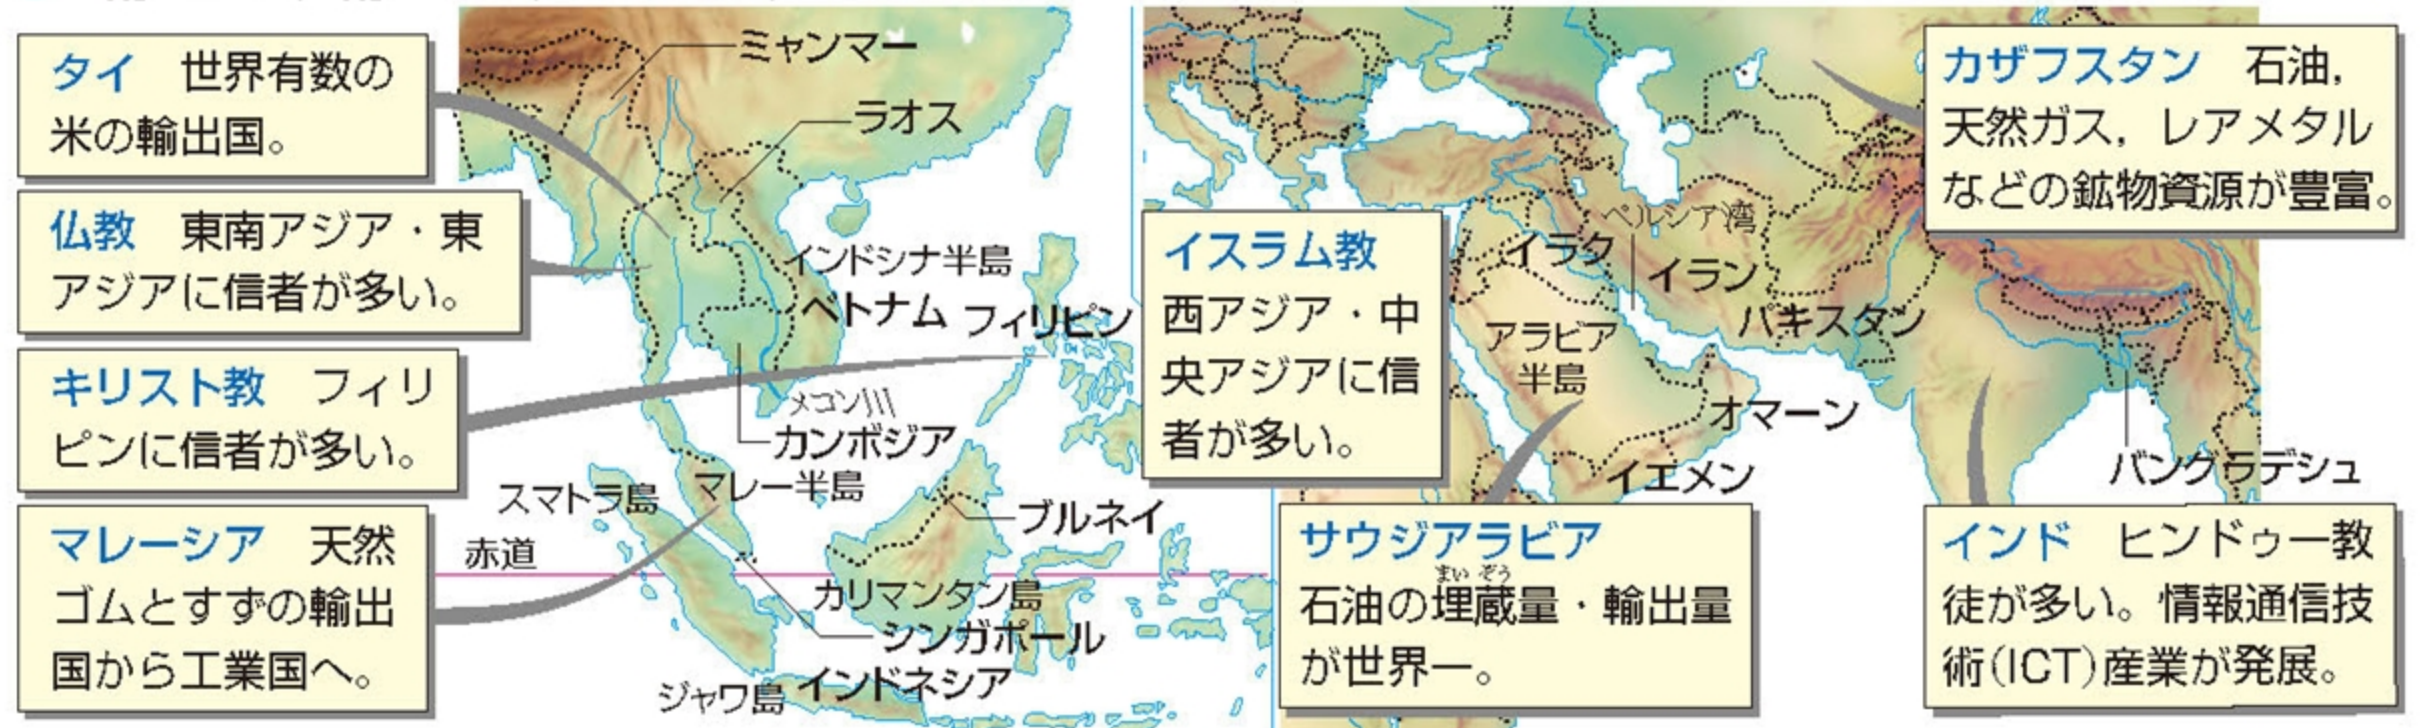 タイ　世界有数の
米の輸出国。
仏教　東南アジア・東
アジアに信者が多い。
キリスト教　フィリ
ピンに信者が多い。
マレーシア　天然
ゴムとすずの輸出
国から工業国へ。
ミャンマー
ラオス
インドシナ半島
ベトナム
フィリピン
メコン川
カンボジア
マレー半島
スマトラ島
ブルネイ
赤道
カリマンタン島
シンガポール
インドネシア
ジャワ島
イスラム教
西アジア・中
央アジアに信
者が多い。
カザフスタン　石油，
天然ガス，レアメタル
などの鉱物資源が豊富。
ペルシア湾
イラク
イラン
パキスタン
アラビア
半島
オマーン
イエメン
バングラデシュ
サウジアラビア
まいぞう
石油の埋蔵量・輸出量
が世界一。
インド　ヒンドゥー教
徒が多い。情報通信技
術(ICT)産業が発展。